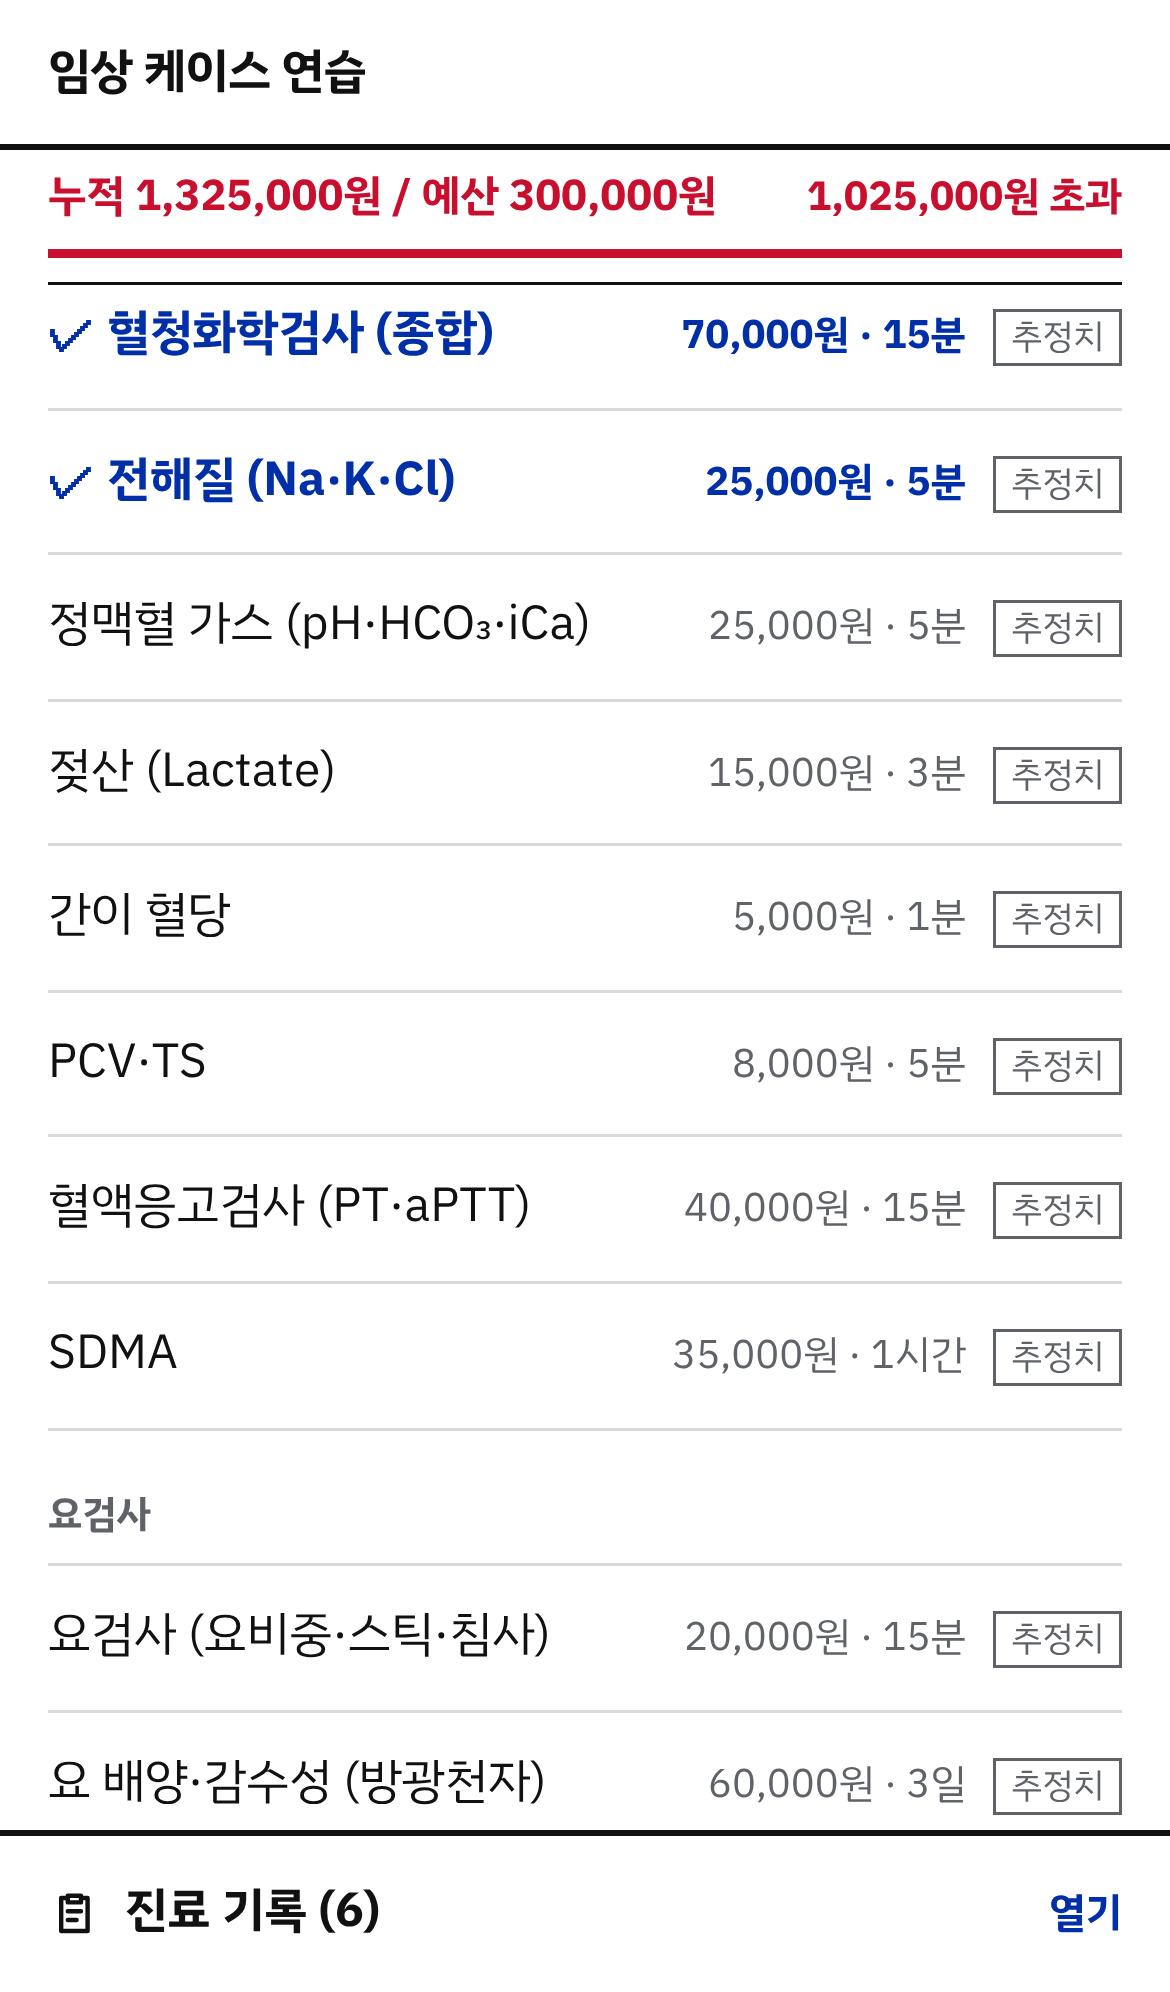 임상 케이스 연습
누적 1,325,000원 / 예산 300,000원 1,025,000원 초과
✓ 혈청화학검사 (종합) 70,000원 · 15분 추정치
✓ 전해질 (Na·K·Cl) 25,000원 · 5분 추정치
정맥혈 가스 (pH·HCO₃·iCa) 25,000원 · 5분 추정치
젖산 (Lactate) 15,000원 · 3분 추정치
간이 혈당 5,000원 · 1분 추정치
PCV·TS 8,000원 · 5분 추정치
혈액응고검사 (PT·aPTT) 40,000원 · 15분 추정치
SDMA 35,000원 · 1시간 추정치
요검사
요검사 (요비중·스틱·침사) 20,000원 · 15분 추정치
요 배양·감수성 (방광천자) 60,000원 · 3일 추정치
진료 기록 (6) 열기